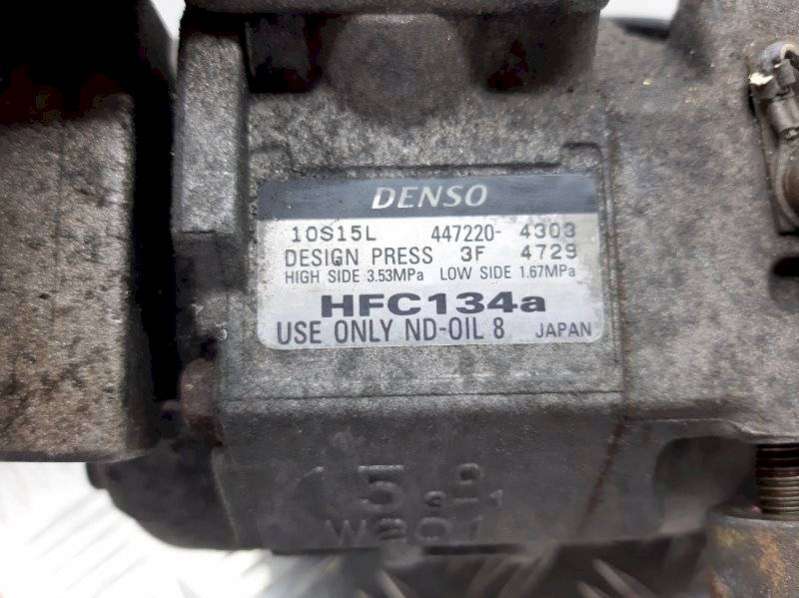 DENSO
10S15L 447220- 4303
DESIGN PRESS 3F 4729
HIGH SIDE 3.53MPa LOW SIDE 1.67MPa
HFC134a
USE ONLY ND-OIL 8 JAPAN